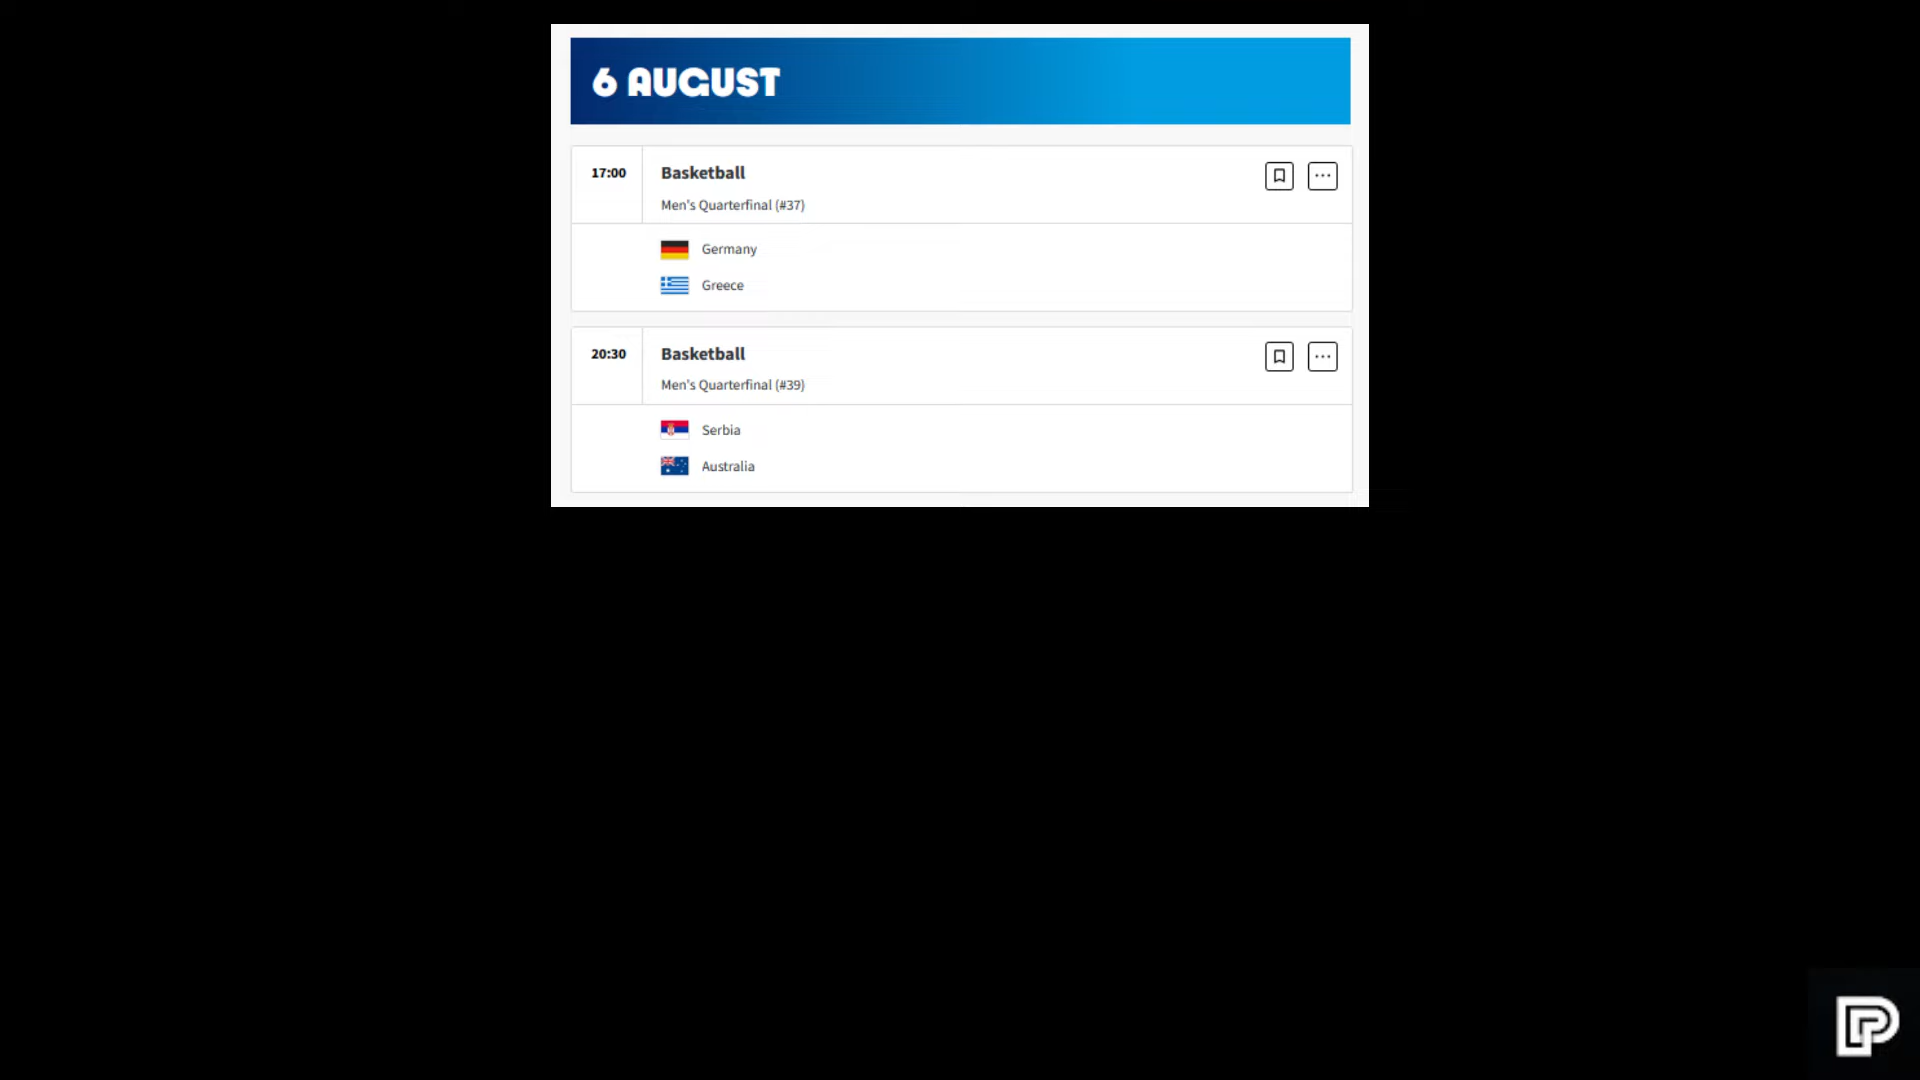 6 AUGUST
17:00
Basketball
Men's Quarterfinal (#37)
Germany
Greece
20:30
Basketball
Men's Quarterfinal (#39)
Serbia
Australia